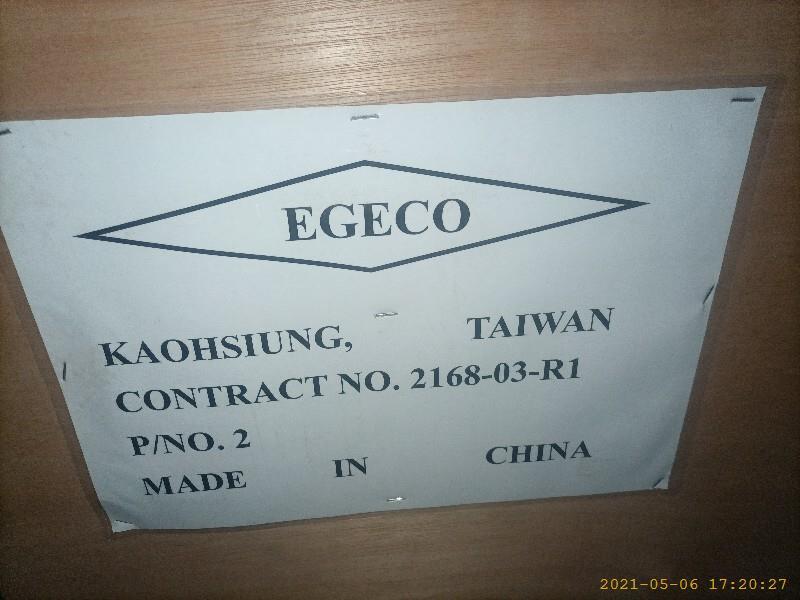 EGECO
KAOHSIUNG, TAIWAN
CONTRACT NO. 2168-03-R1
P/NO. 2
MADE IN CHINA
2021-05-06 17:20:27